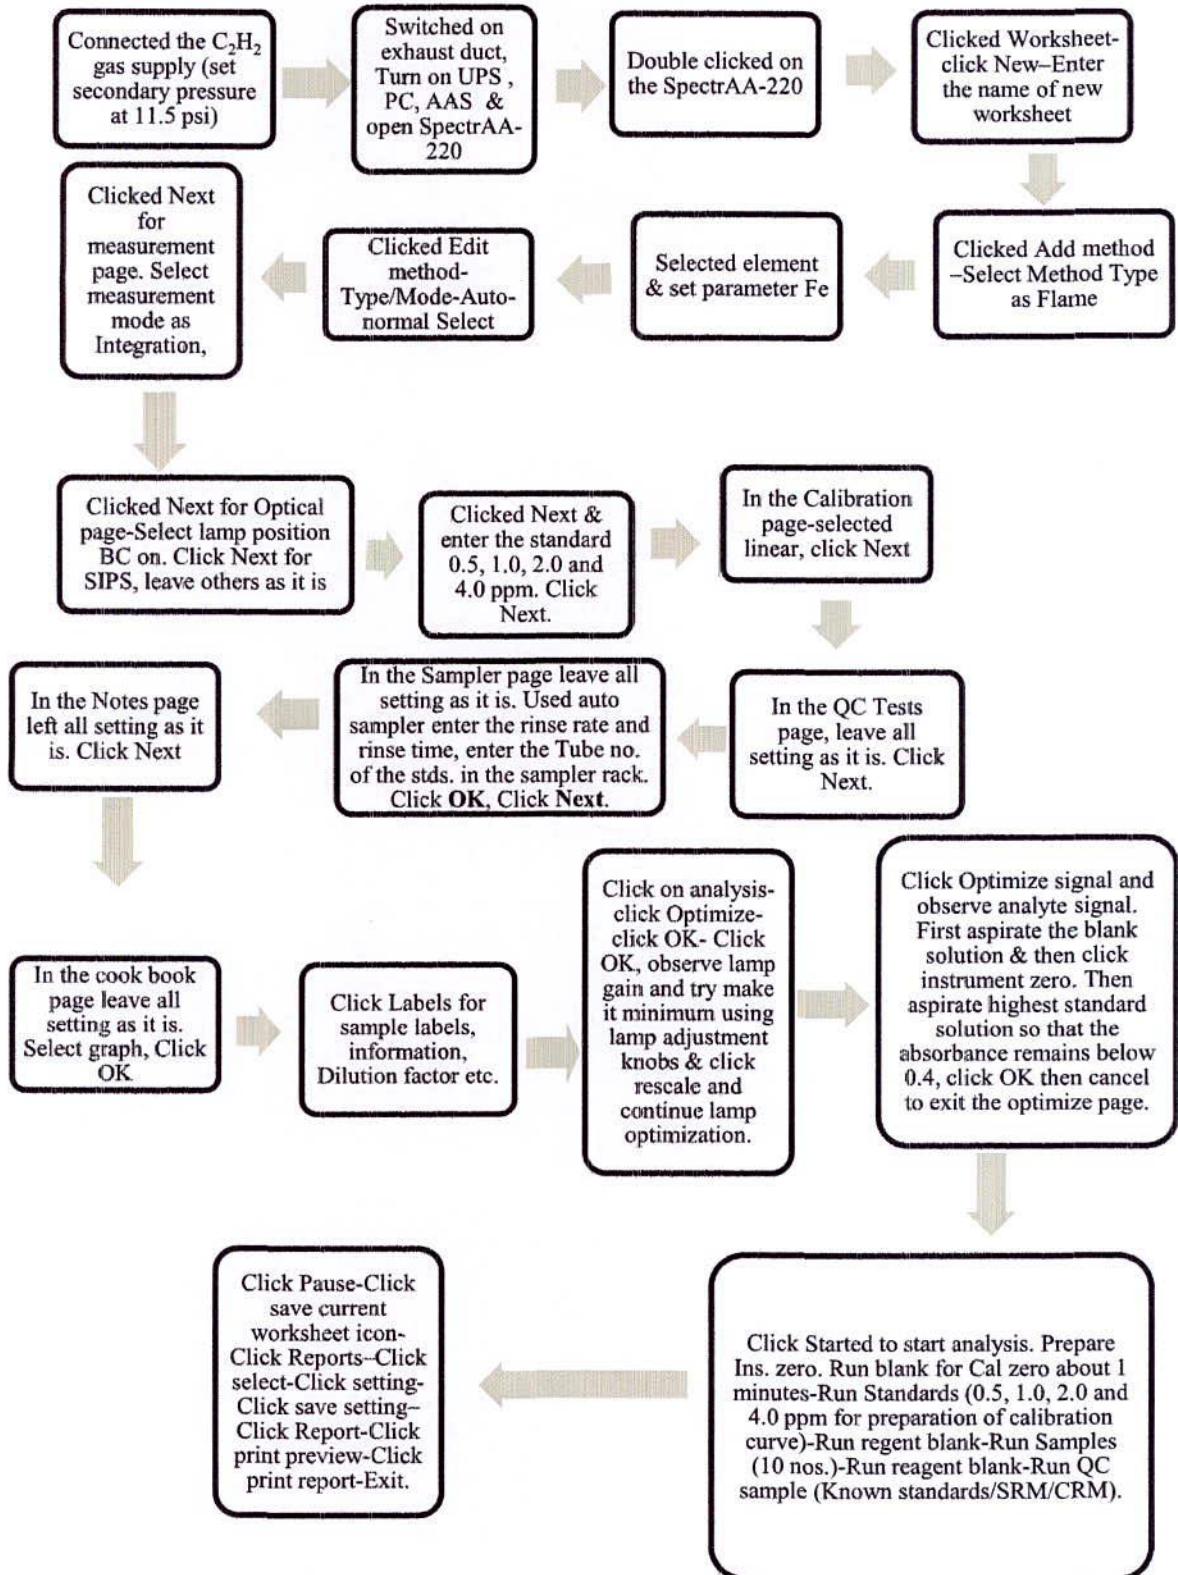 Connected the C₂H₂
gas supply (set
secondary pressure
at 11.5 psi)
Switched on
exhaust duct,
Turn on UPS ,
PC, AAS &
open SpectrAA-
220
Double clicked on
the SpectrAA-220
Clicked Worksheet-
click New–Enter
the name of new
worksheet
Clicked Add method
–Select Method Type
as Flame
Selected element
& set parameter Fe
Clicked Edit
method-
Type/Mode-Auto-
normal Select
Clicked Next
for
measurement
page. Select
measurement
mode as
Integration,
Clicked Next for Optical
page-Select lamp position
BC on. Click Next for
SIPS, leave others as it is
Clicked Next &
enter the standard
0.5, 1.0, 2.0 and
4.0 ppm. Click
Next.
In the Calibration
page-selected
linear, click Next
In the QC Tests
page, leave all
setting as it is. Click
Next.
In the Sampler page leave all
setting as it is. Used auto
sampler enter the rinse rate and
rinse time, enter the Tube no.
of the stds. in the sampler rack.
Click OK, Click Next.
In the Notes page
left all setting as it
is. Click Next
In the cook book
page leave all
setting as it is.
Select graph, Click
OK
Click Labels for
sample labels,
information,
Dilution factor etc.
Click on analysis-
click Optimize-
click OK- Click
OK, observe lamp
gain and try make
it minimum using
lamp adjustment
knobs & click
rescale and
continue lamp
optimization.
Click Optimize signal and
observe analyte signal.
First aspirate the blank
solution & then click
instrument zero. Then
aspirate highest standard
solution so that the
absorbance remains below
0.4, click OK then cancel
to exit the optimize page.
Click Started to start analysis. Prepare
Ins. zero. Run blank for Cal zero about 1
minutes-Run Standards (0.5, 1.0, 2.0 and
4.0 ppm for preparation of calibration
curve)-Run regent blank-Run Samples
(10 nos.)-Run reagent blank-Run QC
sample (Known standards/SRM/CRM).
Click Pause-Click
save current
worksheet icon-
Click Reports–Click
select-Click setting-
Click save setting–
Click Report-Click
print preview-Click
print report-Exit.